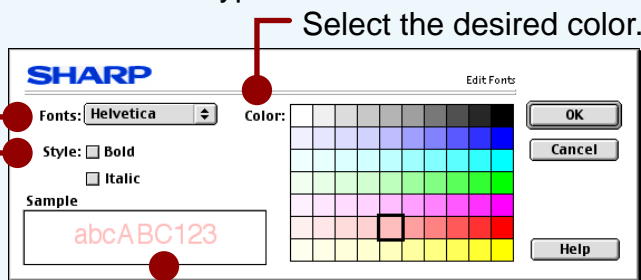 Select the desired color.
SHARP
Edit Fonts
Fonts: Helvetica
Color:
OK
Style: Bold
Cancel
Italic
Sample
abcABC123
Help